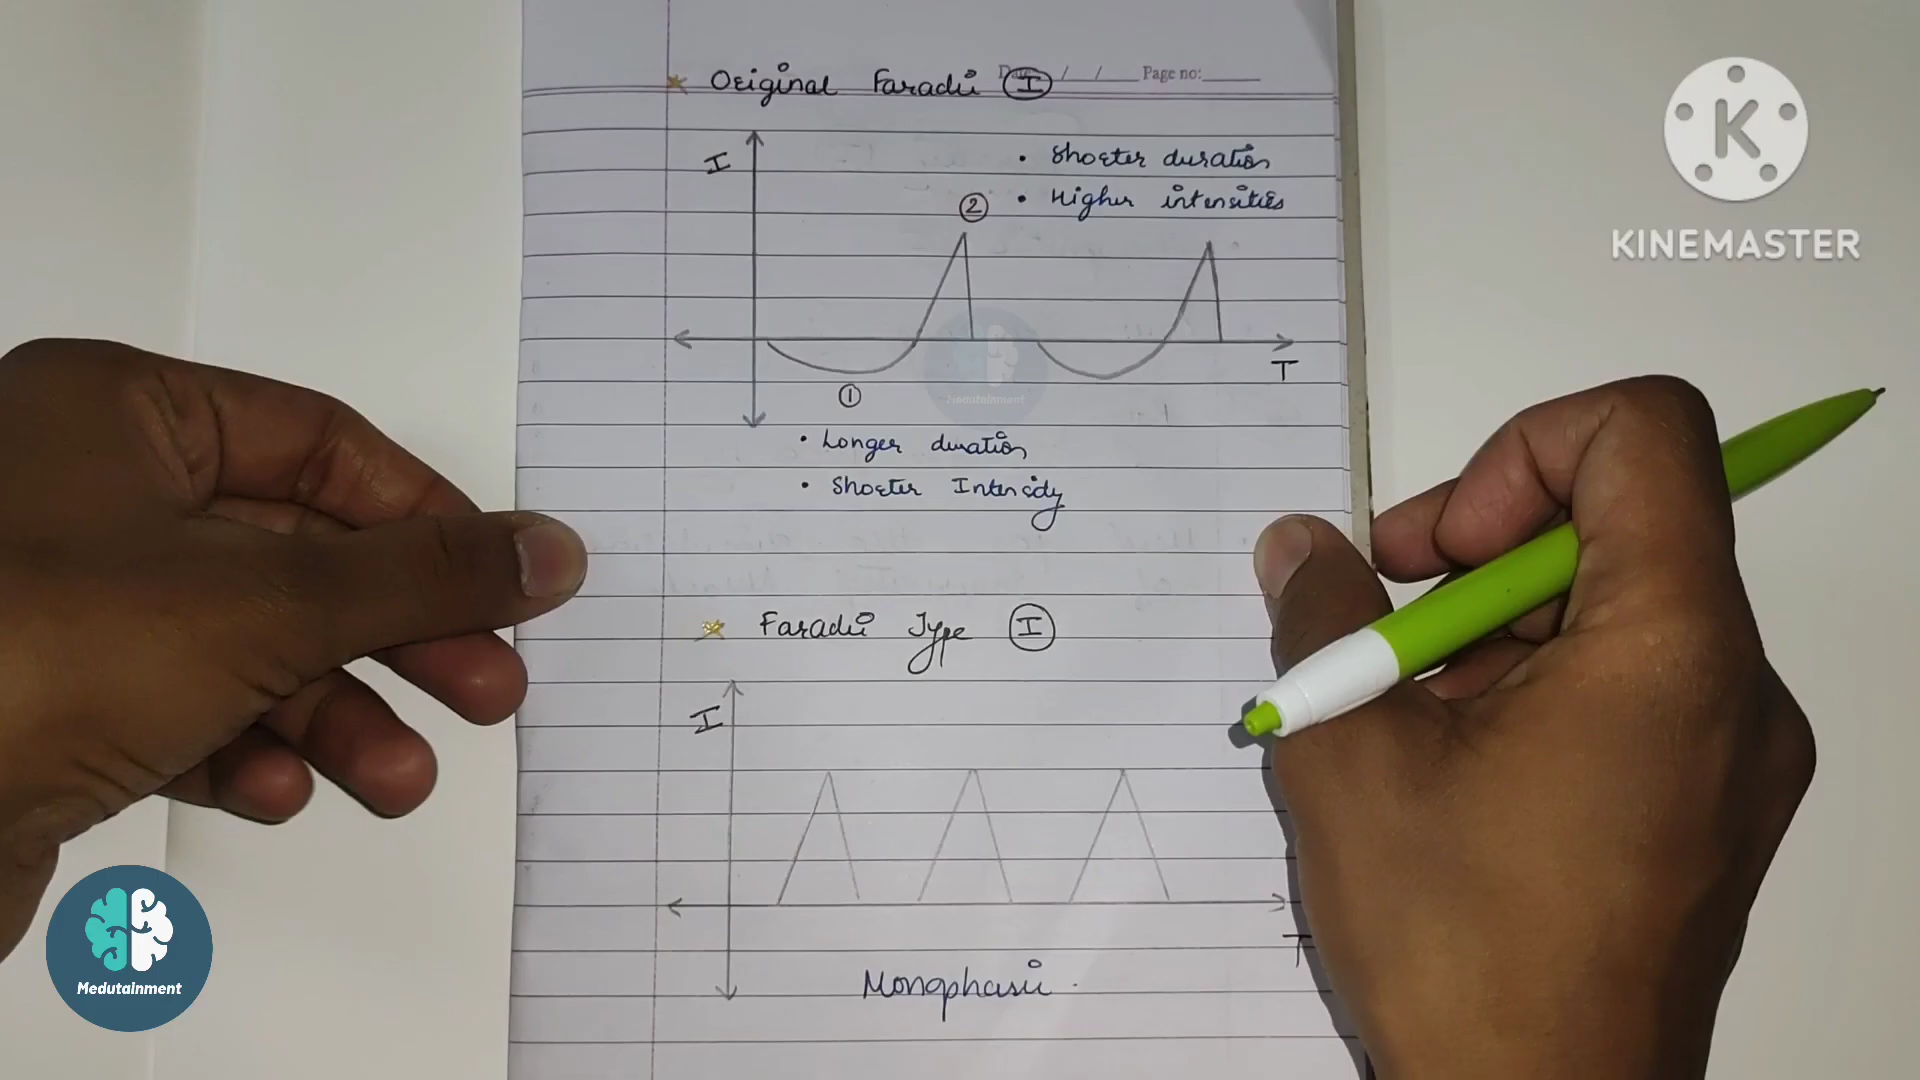 Original Faradic I
Date / / Page no:
I
• Shorter duration
• Higher intensities
2
T
1
• Longer duration
• Shorter Intensity
Faradic Type I
I
T
Monophasic.
K
KINEMASTER
Medutainment
Medutainment